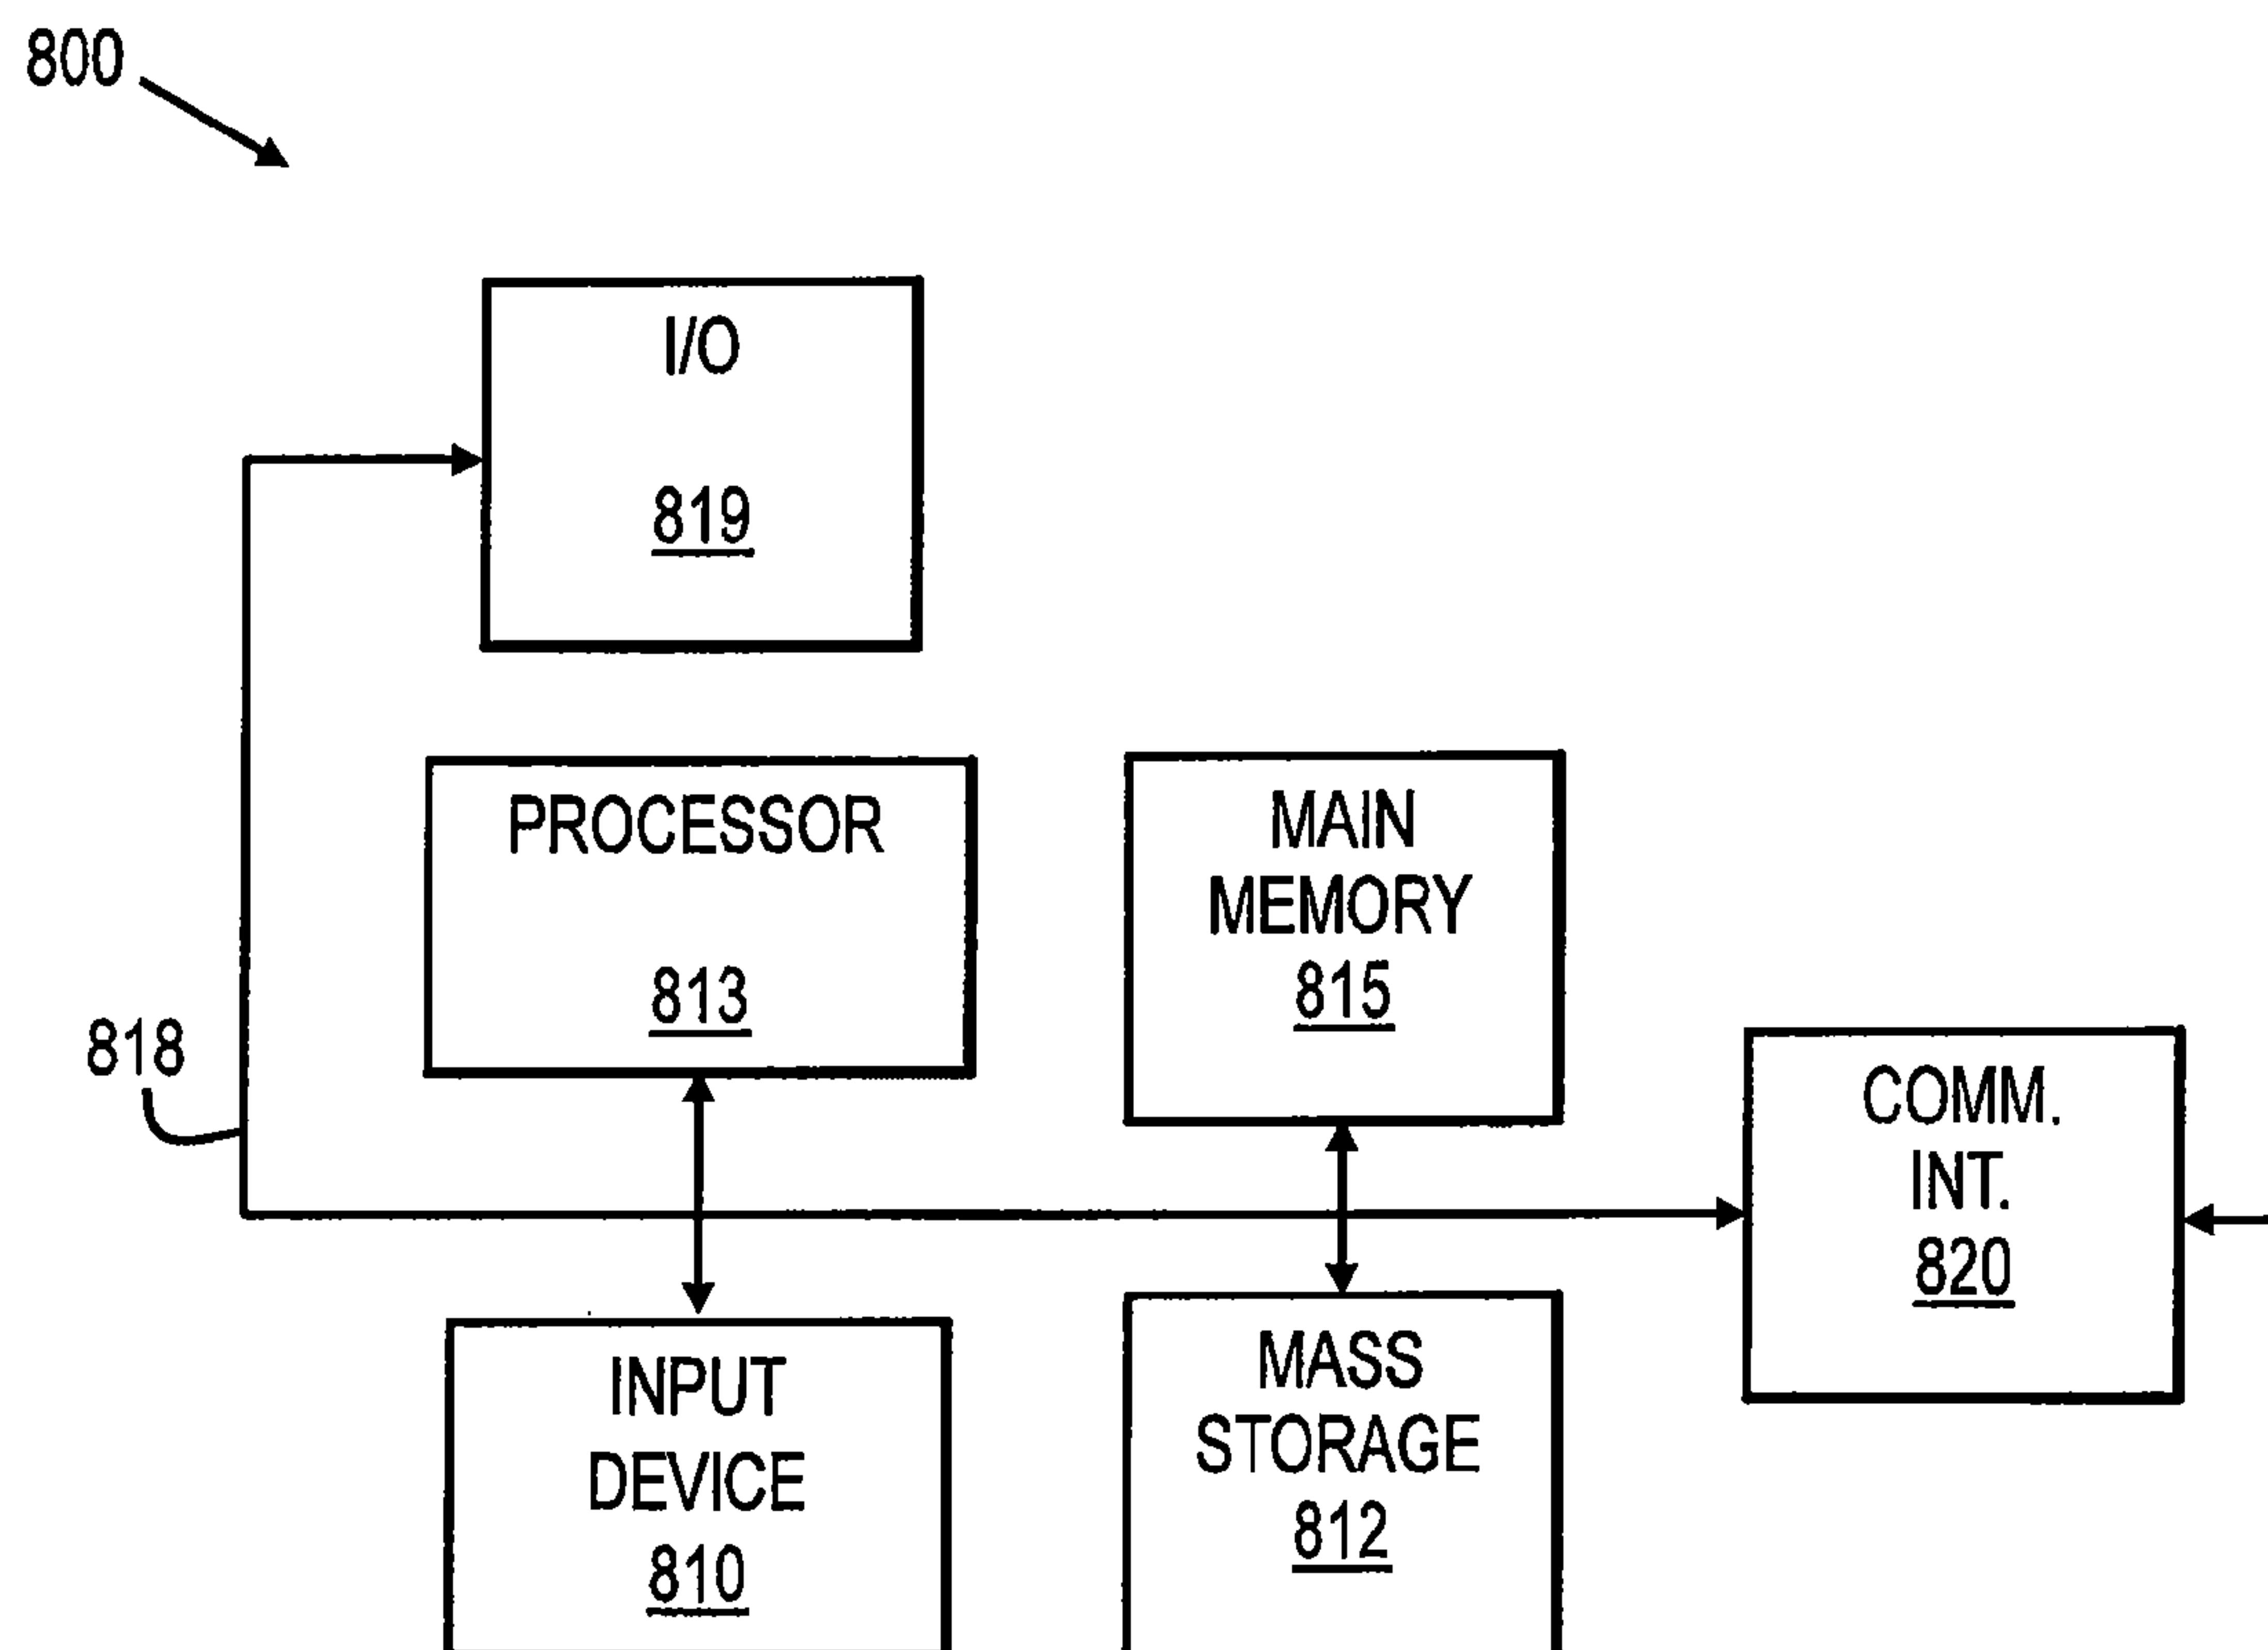 800
I/O
819
PROCESSOR
813
MAIN
MEMORY
815
818
COMM.
INT.
820
INPUT
DEVICE
810
MASS
STORAGE
812